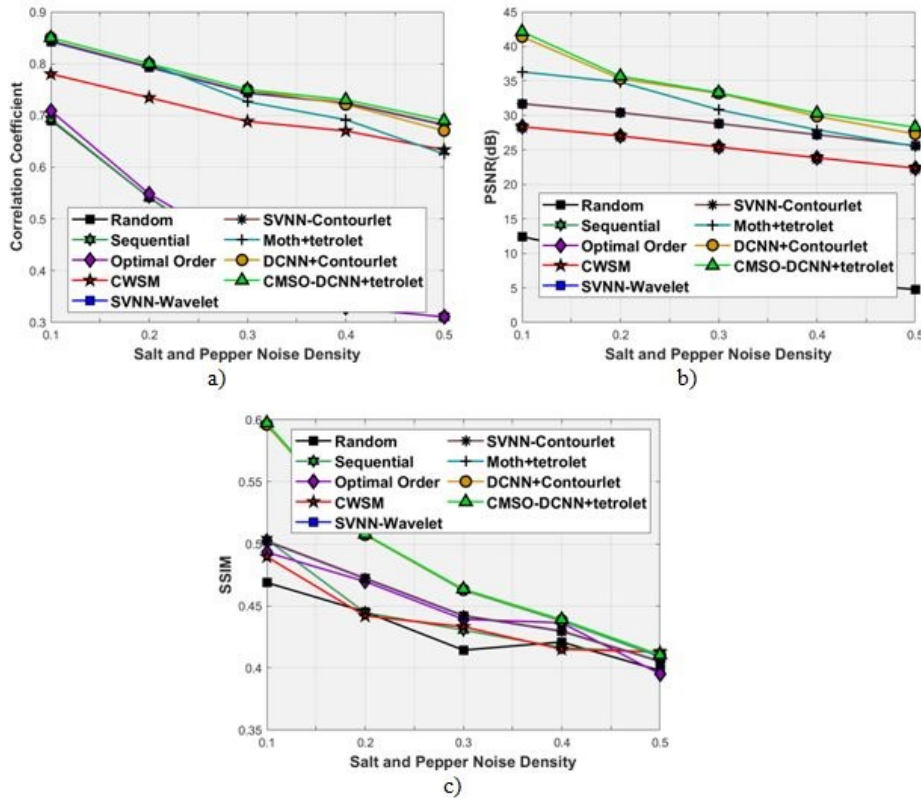 0.9
0.8
0.7
0.6
0.5
0.4
0.3
Correlation Coefficient
Random
Sequential
Optimal Order
CWSM
SVNN-Wavelet
SVNN-Contourlet
Moth+tetrolet
DCNN+Contourlet
CMSO-DCNN+tetrolet
0.1 0.2 0.3 0.4 0.5
Salt and Pepper Noise Density
a)
45
40
35
30
25
20
15
10
5
0
PSNR(dB)
Random
Sequential
Optimal Order
CWSM
SVNN-Wavelet
SVNN-Contourlet
Moth+tetrolet
DCNN+Contourlet
CMSO-DCNN+tetrolet
0.1 0.2 0.3 0.4 0.5
Salt and Pepper Noise Density
b)
0.6
0.55
0.5
0.45
0.4
0.35
SSIM
Random
Sequential
Optimal Order
CWSM
SVNN-Wavelet
SVNN-Contourlet
Moth+tetrolet
DCNN+Contourlet
CMSO-DCNN+tetrolet
0.1 0.2 0.3 0.4 0.5
Salt and Pepper Noise Density
c)